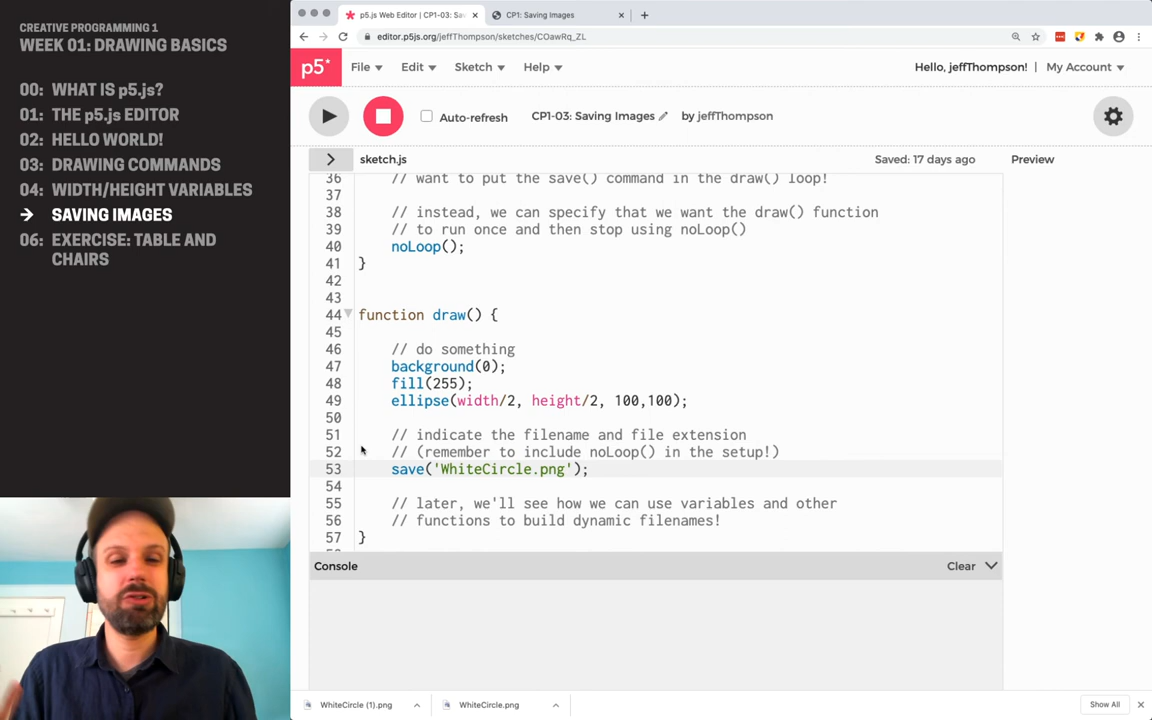 CREATIVE PROGRAMMING 1
WEEK 01: DRAWING BASICS
00: WHAT IS p5.js?
01: THE p5.js EDITOR
02: HELLO WORLD!
03: DRAWING COMMANDS
04: WIDTH/HEIGHT VARIABLES
→ SAVING IMAGES
06: EXERCISE: TABLE AND
CHAIRS
p5.js Web Editor | CP1-03: Sav
CP1: Saving Images
editor.p5js.org/jeffThompson/sketches/COawRq_ZL
p5*
File
Edit
Sketch
Help
Hello, jeffThompson!
My Account
Auto-refresh
CP1-03: Saving Images
by jeffThompson
sketch.js
Saved: 17 days ago
Preview
36 // want to put the save() command in the draw() loop!
37
38 // instead, we can specify that we want the draw() function
39 // to run once and then stop using noLoop()
40 noLoop();
41 }
42
43
44 function draw() {
45
46 // do something
47 background(0);
48 fill(255);
49 ellipse(width/2, height/2, 100,100);
50
51 // indicate the filename and file extension
52 // (remember to include noLoop() in the setup!)
53 save('WhiteCircle.png');
54
55 // later, we'll see how we can use variables and other
56 // functions to build dynamic filenames!
57 }
Console
Clear
WhiteCircle (1).png
WhiteCircle.png
Show All